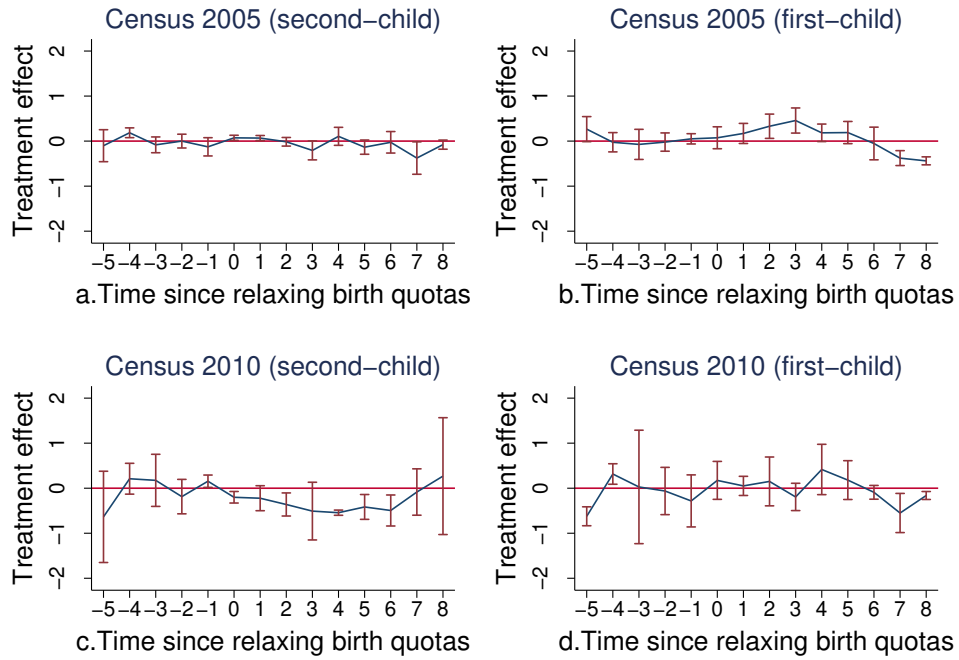 Census 2005 (second−child)
Treatment effect
2
1
0
−1
−2
−5 −4 −3 −2 −1 0 1 2 3 4 5 6 7 8
a.Time since relaxing birth quotas
Census 2005 (first−child)
Treatment effect
2
1
0
−1
−2
−5 −4 −3 −2 −1 0 1 2 3 4 5 6 7 8
b.Time since relaxing birth quotas
Census 2010 (second−child)
Treatment effect
2
1
0
−1
−2
−5 −4 −3 −2 −1 0 1 2 3 4 5 6 7 8
c.Time since relaxing birth quotas
Census 2010 (first−child)
Treatment effect
2
1
0
−1
−2
−5 −4 −3 −2 −1 0 1 2 3 4 5 6 7 8
d.Time since relaxing birth quotas